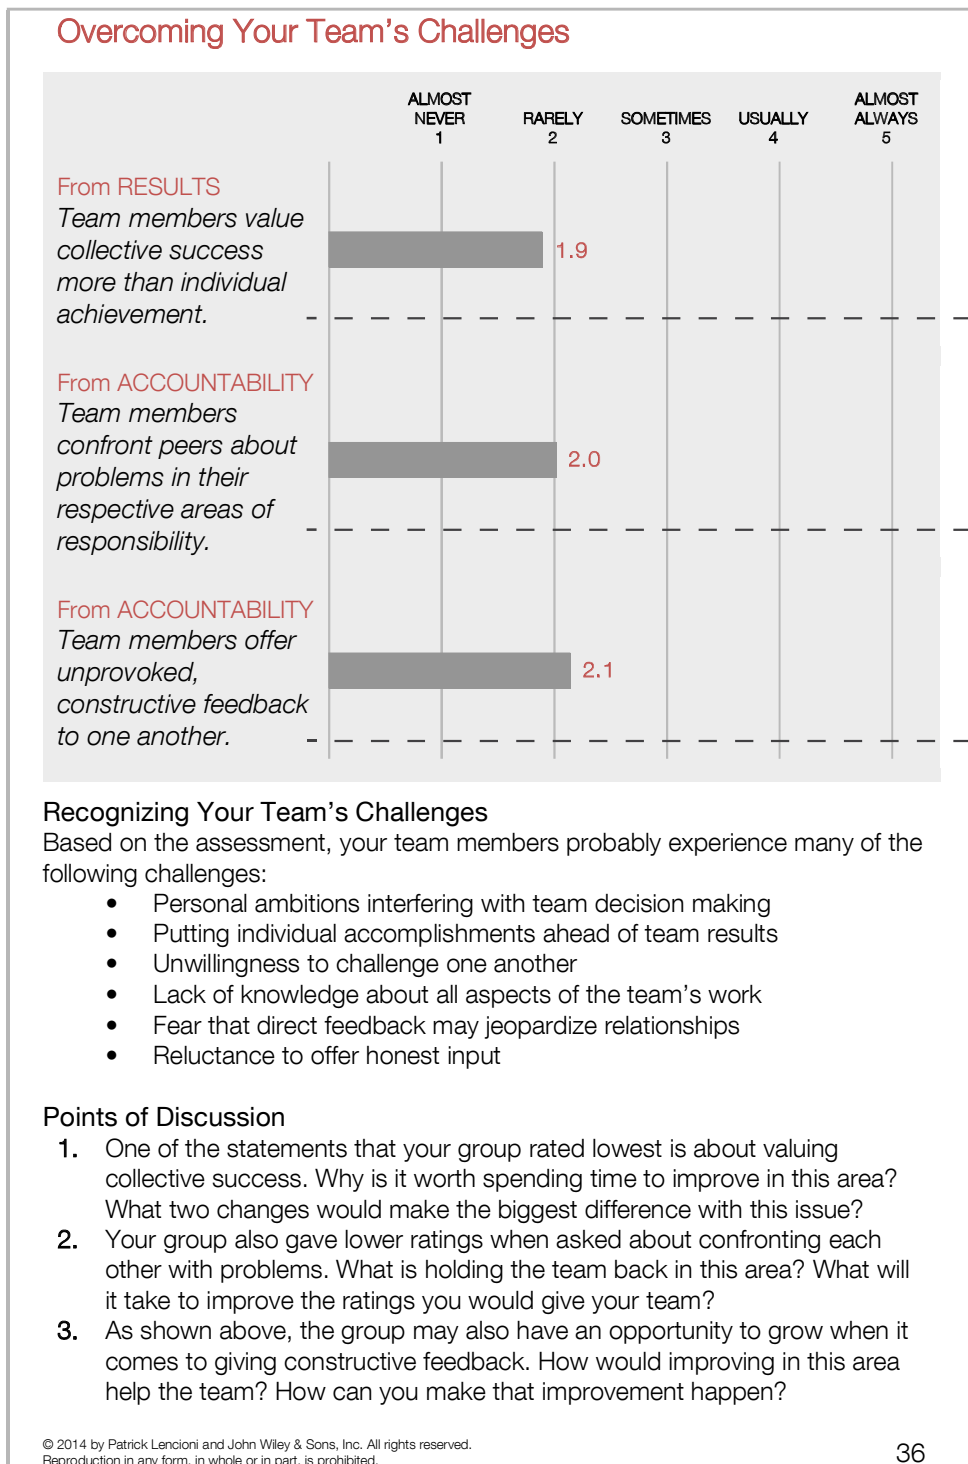 Overcoming Your Team's Challenges
ALMOST NEVER 1
RARELY 2
SOMETIMES 3
USUALLY 4
ALMOST ALWAYS 5
From RESULTS
Team members value
collective success
more than individual
achievement.
1.9
From ACCOUNTABILITY
Team members
confront peers about
problems in their
respective areas of
responsibility.
2.0
From ACCOUNTABILITY
Team members offer
unprovoked,
constructive feedback
to one another.
2.1
Recognizing Your Team's Challenges
Based on the assessment, your team members probably experience many of the
following challenges:
• Personal ambitions interfering with team decision making
• Putting individual accomplishments ahead of team results
• Unwillingness to challenge one another
• Lack of knowledge about all aspects of the team's work
• Fear that direct feedback may jeopardize relationships
• Reluctance to offer honest input
Points of Discussion
1. One of the statements that your group rated lowest is about valuing
collective success. Why is it worth spending time to improve in this area?
What two changes would make the biggest difference with this issue?
2. Your group also gave lower ratings when asked about confronting each
other with problems. What is holding the team back in this area? What will
it take to improve the ratings you would give your team?
3. As shown above, the group may also have an opportunity to grow when it
comes to giving constructive feedback. How would improving in this area
help the team? How can you make that improvement happen?
© 2014 by Patrick Lencioni and John Wiley & Sons, Inc. All rights reserved.
Reproduction in any form, in whole or in part, is prohibited.
36